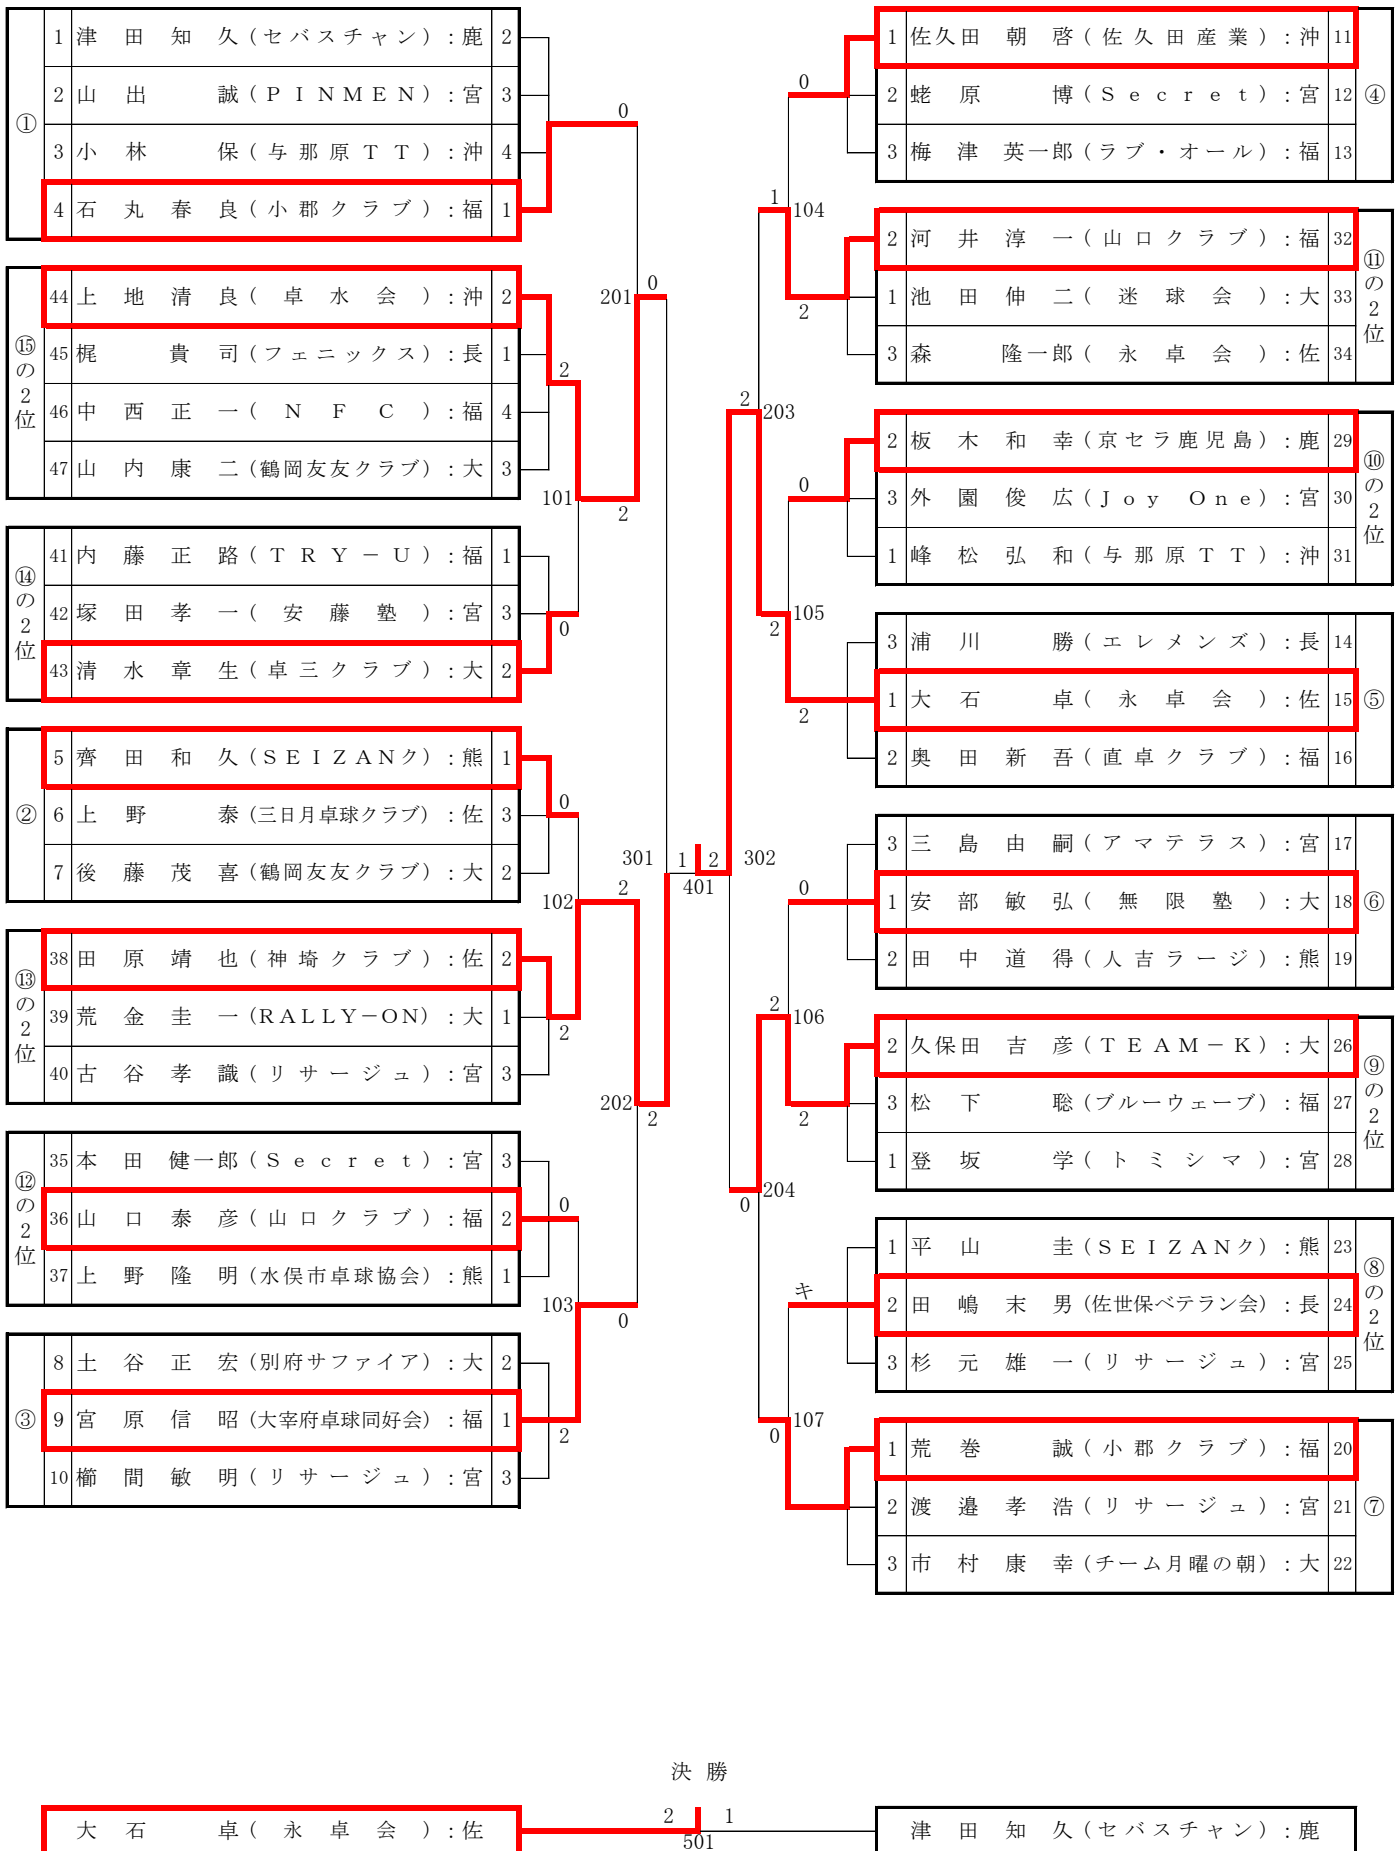 ①
1 津田知久(セバスチャン):鹿 2
2 山出誠(PINMEN):宮 3
3 小林保(与那原TT):沖 4
4 石丸春良(小郡クラブ):福 1
⑮の2位
44 上地清良(卓水会):沖 2
45 梶貴司(フェニックス):長 1
46 中西正一(NFC):福 4
47 山内康二(鶴岡友友クラブ):大 3
⑭の2位
41 内藤正路(TRY-U):福 1
42 塚田孝一(安藤塾):宮 3
43 清水章生(卓三クラブ):大 2
②
5 齊田和久(SEIZANク):熊 1
6 上野泰(三日月卓球クラブ):佐 3
7 後藤茂喜(鶴岡友友クラブ):大 2
⑬の2位
38 田原靖也(神埼クラブ):佐 2
39 荒金圭一(RALLY-ON):大 1
40 古谷孝識(リサージュ):宮 3
⑫の2位
35 本田健一郎(Secret):宮 3
36 山口泰彦(山口クラブ):福 2
37 上野隆明(水俣市卓球協会):熊 1
③
8 土谷正宏(別府サファイア):大 2
9 宮原信昭(大宰府卓球同好会):福 1
10 櫛間敏明(リサージュ):宮 3
0
201
0
2
101
2
0
0
102
2
2
301
1
202
2
0
103
0
2
401
2
302
0
104
1
2
203
2
0
105
2
2
0
106
2
2
204
0
キ
107
0
1 佐久田朝啓(佐久田産業):沖 11
2 蛯原博(Secret):宮 12
3 梅津英一郎(ラブ・オール):福 13
④
2 河井淳一(山口クラブ):福 32
1 池田伸二(迷球会):大 33
3 森隆一郎(永卓会):佐 34
⑪の2位
2 板木和幸(京セラ鹿児島):鹿 29
3 外園俊広(Joy One):宮 30
1 峰松弘和(与那原TT):沖 31
⑩の2位
3 浦川勝(エレメンズ):長 14
1 大石卓(永卓会):佐 15
2 奥田新吾(直卓クラブ):福 16
⑤
3 三島由嗣(アマテラス):宮 17
1 安部敏弘(無限塾):大 18
2 田中道得(人吉ラージ):熊 19
⑥
2 久保田吉彦(TEAM-K):大 26
3 松下聡(ブルーウェーブ):福 27
1 登坂学(トミシマ):宮 28
⑨の2位
1 平山圭(SEIZANク):熊 23
2 田嶋末男(佐世保ベテラン会):長 24
3 杉元雄一(リサージュ):宮 25
⑧の2位
1 荒巻誠(小郡クラブ):福 20
2 渡邉孝浩(リサージュ):宮 21
3 市村康幸(チーム月曜の朝):大 22
⑦
決勝
大石卓(永卓会):佐 2 501 1 津田知久(セバスチャン):鹿